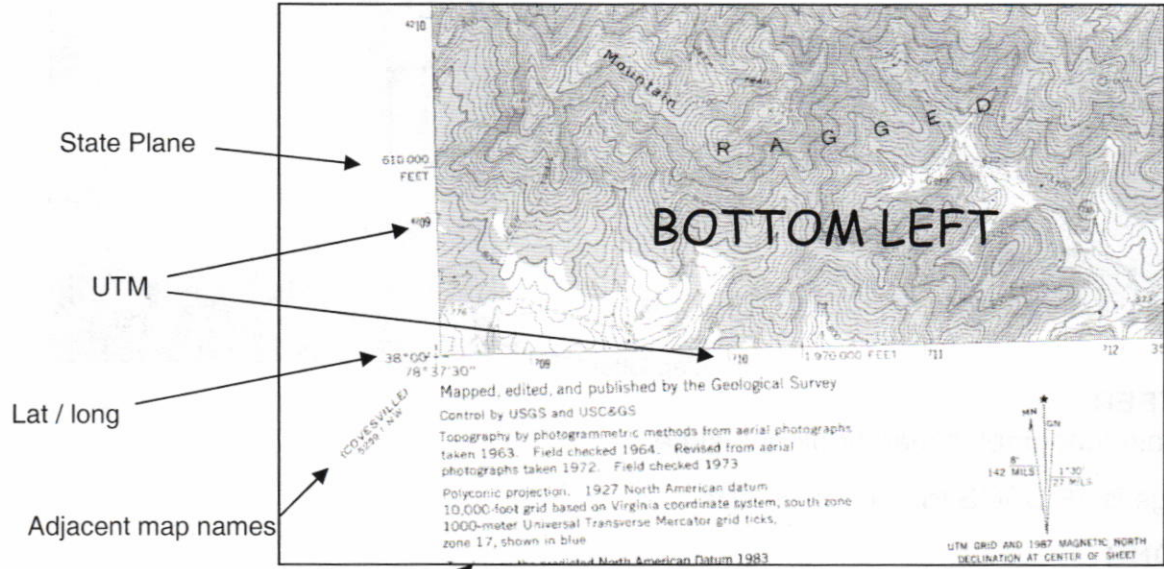 4210
Mountain
TRAIL
R A G G E D
State Plane
610 000
FEET
4209
BOTTOM LEFT
UTM
776
38°00'
78°37'30"
709
710
1 970 000 FEET
711
712
Lat / long
(COVESVILLE)
Mapped, edited, and published by the Geological Survey
Control by USGS and USC&GS
Topography by photogrammetric methods from aerial photographs
taken 1963. Field checked 1964. Revised from aerial
photographs taken 1972. Field checked 1973
Polyconic projection. 1927 North American datum
10,000-foot grid based on Virginia coordinate system, south zone
1000-meter Universal Transverse Mercator grid ticks,
zone 17, shown in blue
the predicted North American Datum 1983
Adjacent map names
★
MN
GN
8°
142 MILS
1°30'
27 MILS
UTM GRID AND 1987 MAGNETIC NORTH
DECLINATION AT CENTER OF SHEET